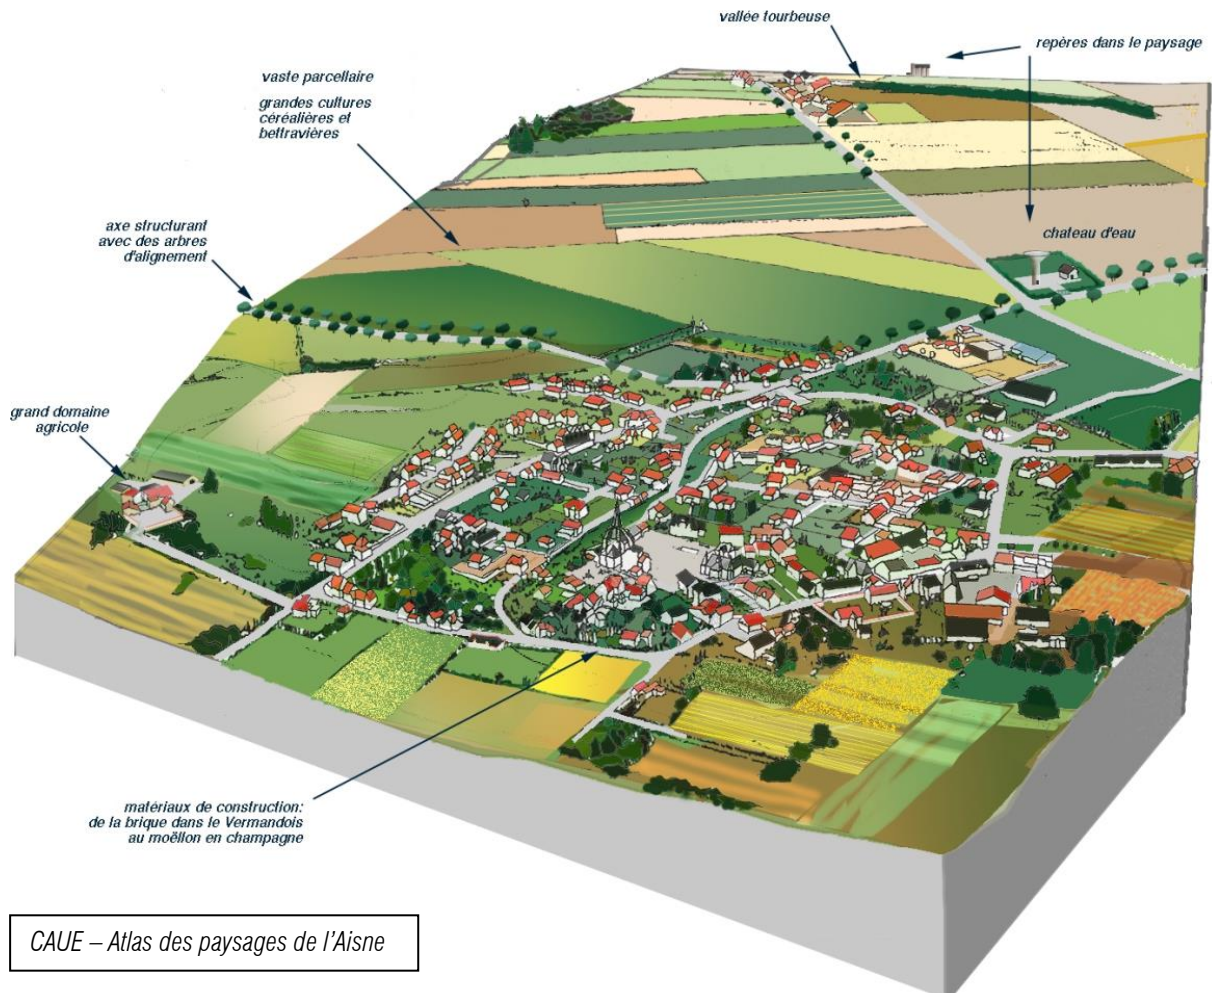 vallée tourbeuse
repères dans le paysage
vaste parcellaire
grandes cultures
céréalières et
bettravières
axe structurant
avec des arbres
d'alignement
chateau d'eau
grand domaine
agricole
matériaux de construction:
de la brique dans le Vermandois
au moëllon en champagne
CAUE – Atlas des paysages de l'Aisne